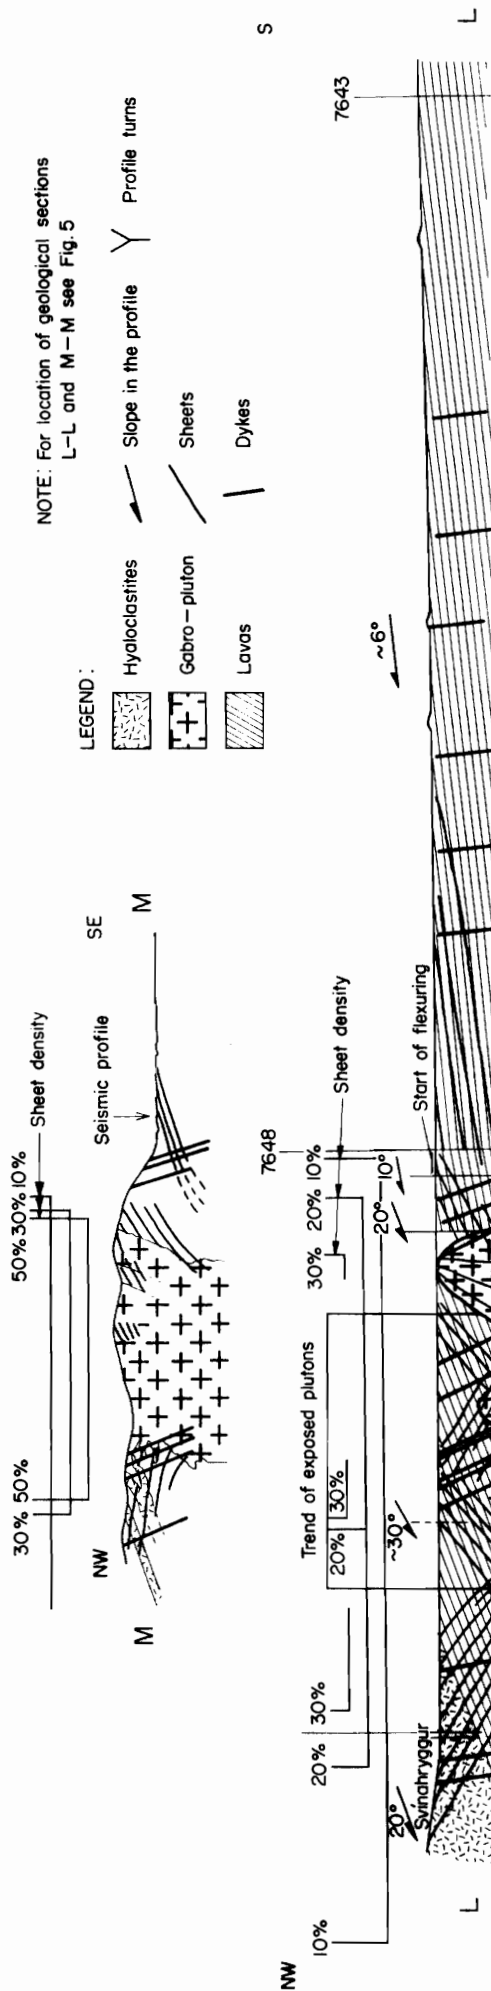 NOTE: For location of geological sections
L-L and M-M see Fig. 5
LEGEND:
Hyaloclastites
Slope in the profile
Profile turns
Gabro-pluton
Sheets
Lavas
Dykes
30% 50%
50% 30% 10%
Sheet density
NW
SE
Seismic profile
M
M
NW
S
10%
20%
30%
20% 30%
30%
20% 10%
7648
7643
Sheet density
Trend of exposed plutons
20°
~30°
20°-10°
~6°
Svínahryggur
Start of flexuring
L
L